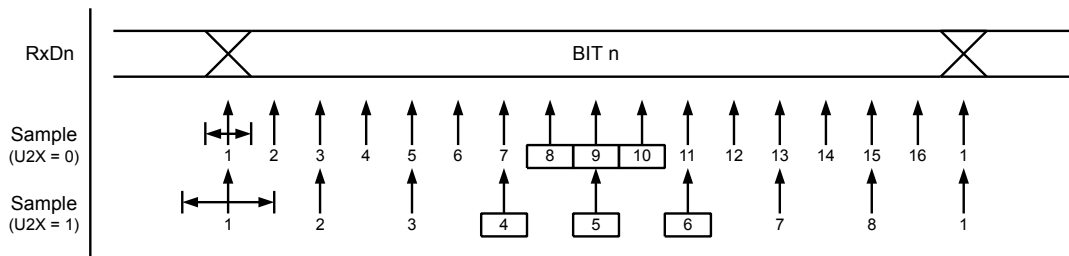 RxDn BIT n
Sample
(U2X = 0) 1 2 3 4 5 6 7 8 9 10 11 12 13 14 15 16 1
Sample
(U2X = 1) 1 2 3 4 5 6 7 8 1